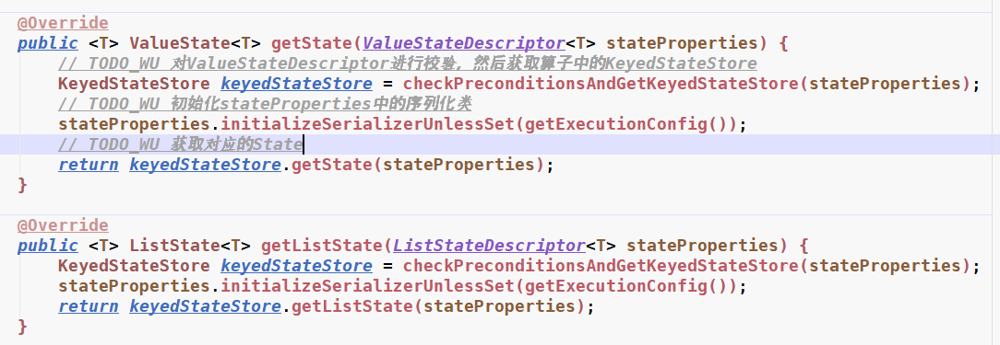 @Override
public <T> ValueState<T> getState(ValueStateDescriptor<T> stateProperties) {
// TODO_WU 对ValueStateDescriptor进行校验，然后获取算子中的KeyedStateStore
KeyedStateStore keyedStateStore = checkPreconditionsAndGetKeyedStateStore(stateProperties);
// TODO_WU 初始化stateProperties中的序列化类
stateProperties.initializeSerializerUnlessSet(getExecutionConfig());
// TODO_WU 获取对应的State
return keyedStateStore.getState(stateProperties);
}
@Override
public <T> ListState<T> getListState(ListStateDescriptor<T> stateProperties) {
KeyedStateStore keyedStateStore = checkPreconditionsAndGetKeyedStateStore(stateProperties);
stateProperties.initializeSerializerUnlessSet(getExecutionConfig());
return keyedStateStore.getListState(stateProperties);
}